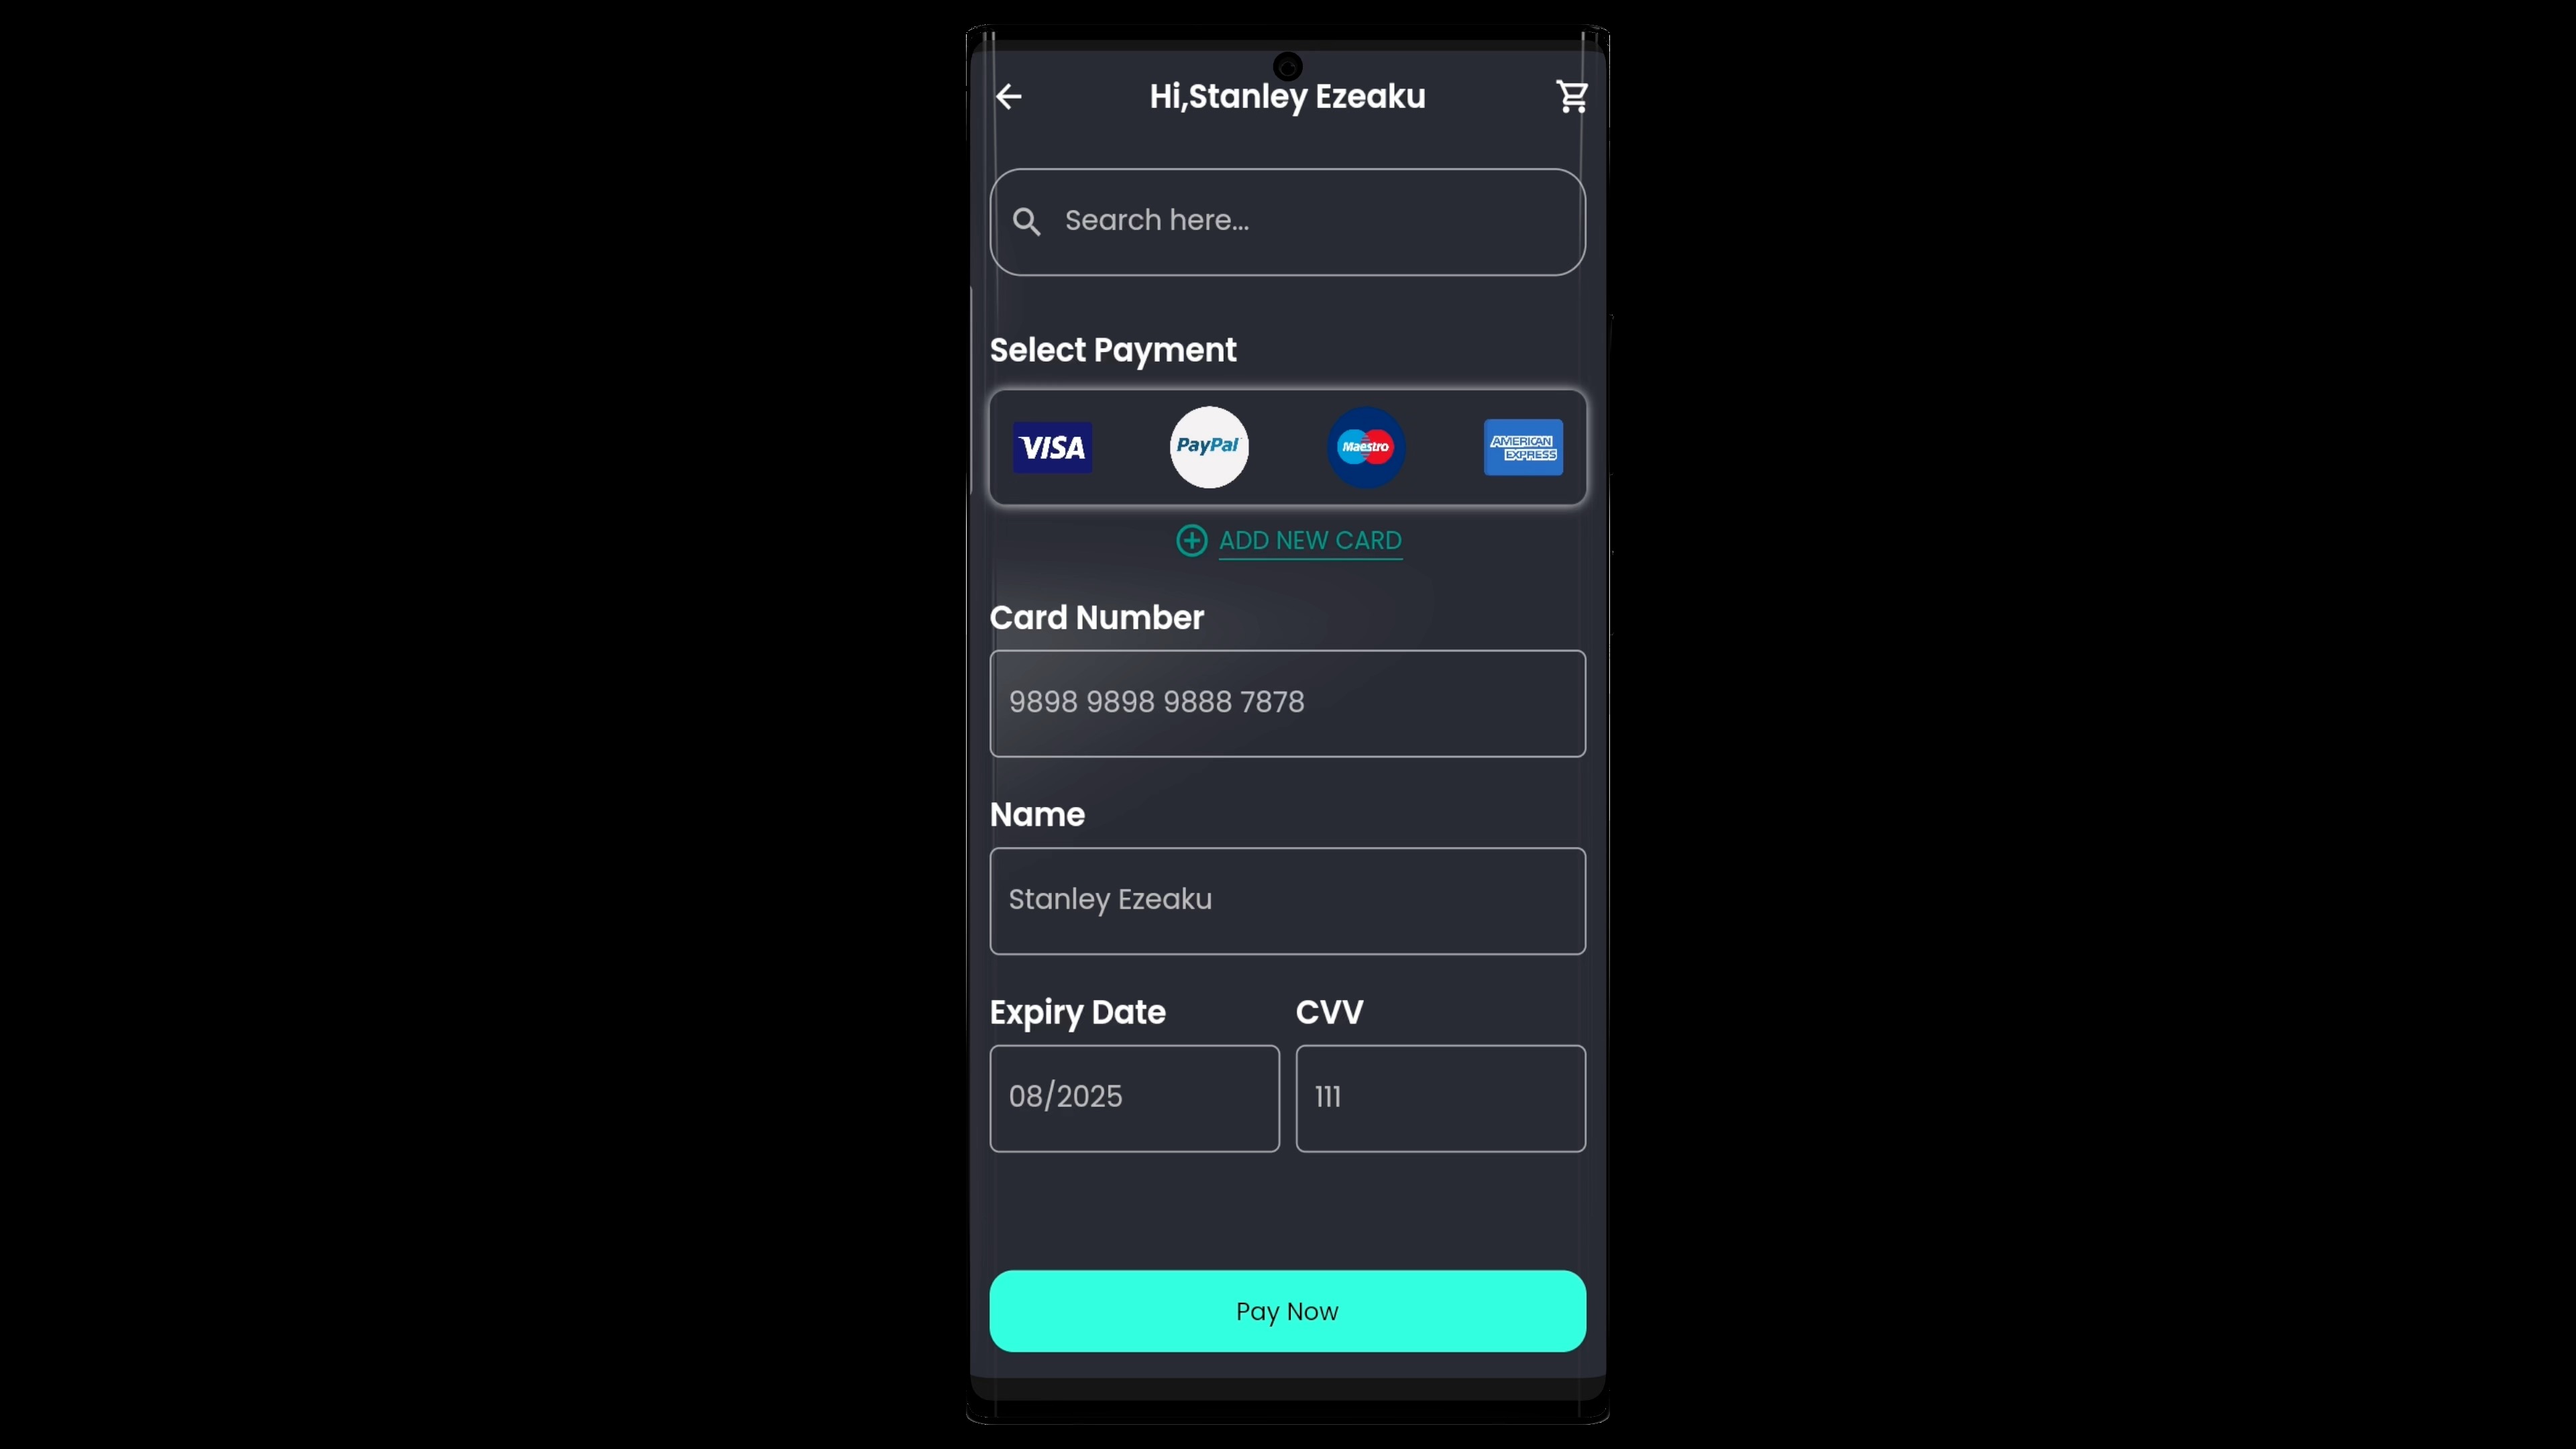 Hi,Stanley Ezeaku
Search here...
Select Payment
VISA
PayPal
Maestro
AMERICAN
EXPRESS
ADD NEW CARD
Card Number
9898 9898 9888 7878
Name
Stanley Ezeaku
Expiry Date CVV
08/2025 111
Pay Now